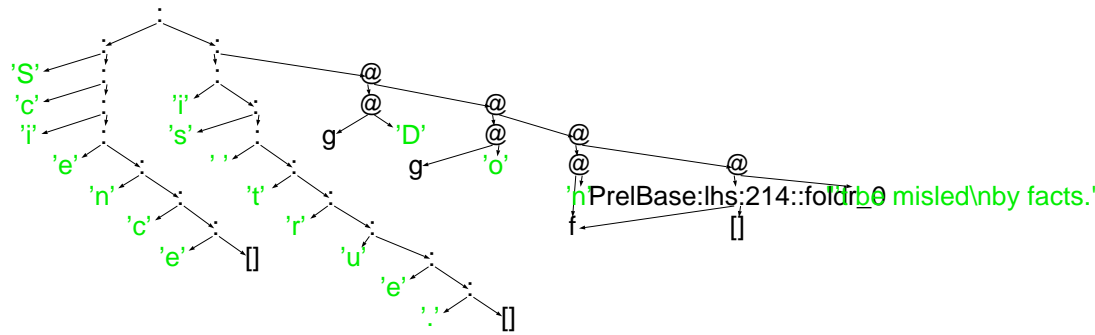 :
: :
'S' : : @
'c' : 'i' : @ @
'i' : 's' : g 'D' @ @
'e' : ' ' : g 'o' @ @
'n' : 't' : 'n' PrelBase:lhs:214::foldr_0 be misled\nby facts.'
'c' : 'r' : f []
'e' [] 'u' :
'e' :
'.' []